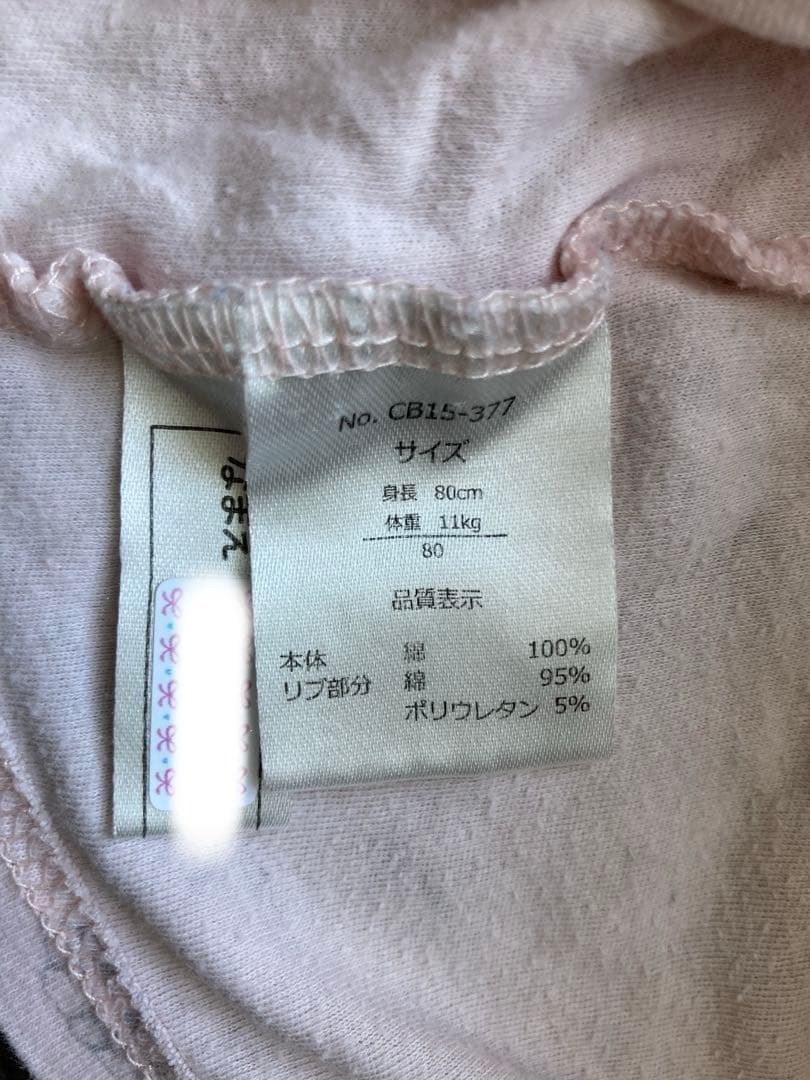 No. CB15-377
サイズ
身長 80cm
体重 11kg
80
品質表示
本体 綿 100%
リブ部分 綿 95%
ポリウレタン 5%
なまえ